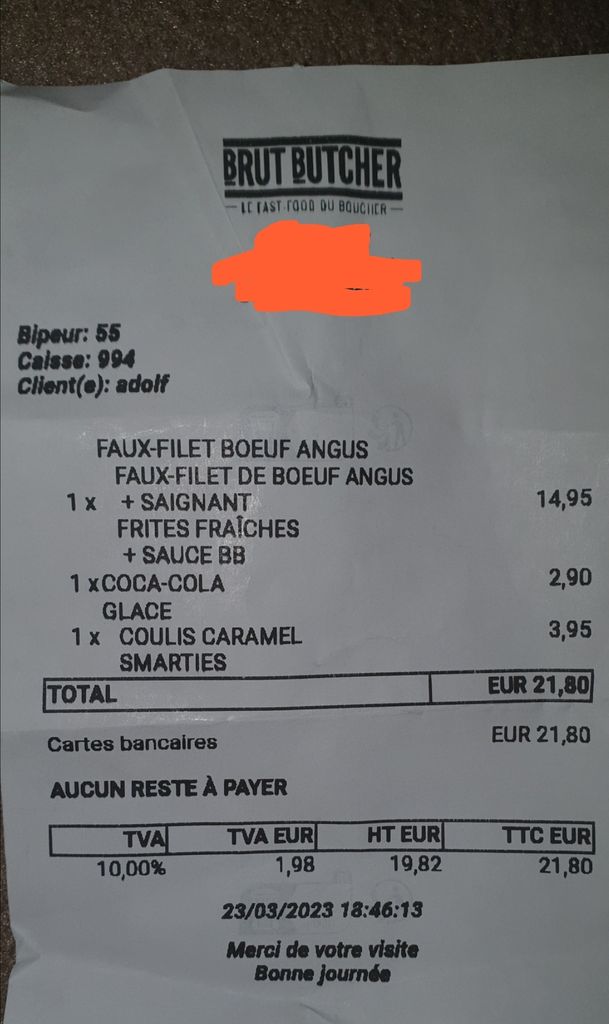 BRUT BUTCHER
— LE FAST-FOOD DU BOUCHER —
Bipeur: 55
Caisse: 994
Client(e): adolf
FAUX-FILET BOEUF ANGUS
FAUX-FILET DE BOEUF ANGUS
1 x + SAIGNANT 14,95
FRITES FRAÎCHES
+ SAUCE BB
1 x COCA-COLA 2,90
GLACE
1 x COULIS CARAMEL 3,95
SMARTIES
TOTAL EUR 21,80
Cartes bancaires EUR 21,80
AUCUN RESTE À PAYER
TVA TVA EUR HT EUR TTC EUR
10,00% 1,98 19,82 21,80
23/03/2023 18:46:13
Merci de votre visite
Bonne journée